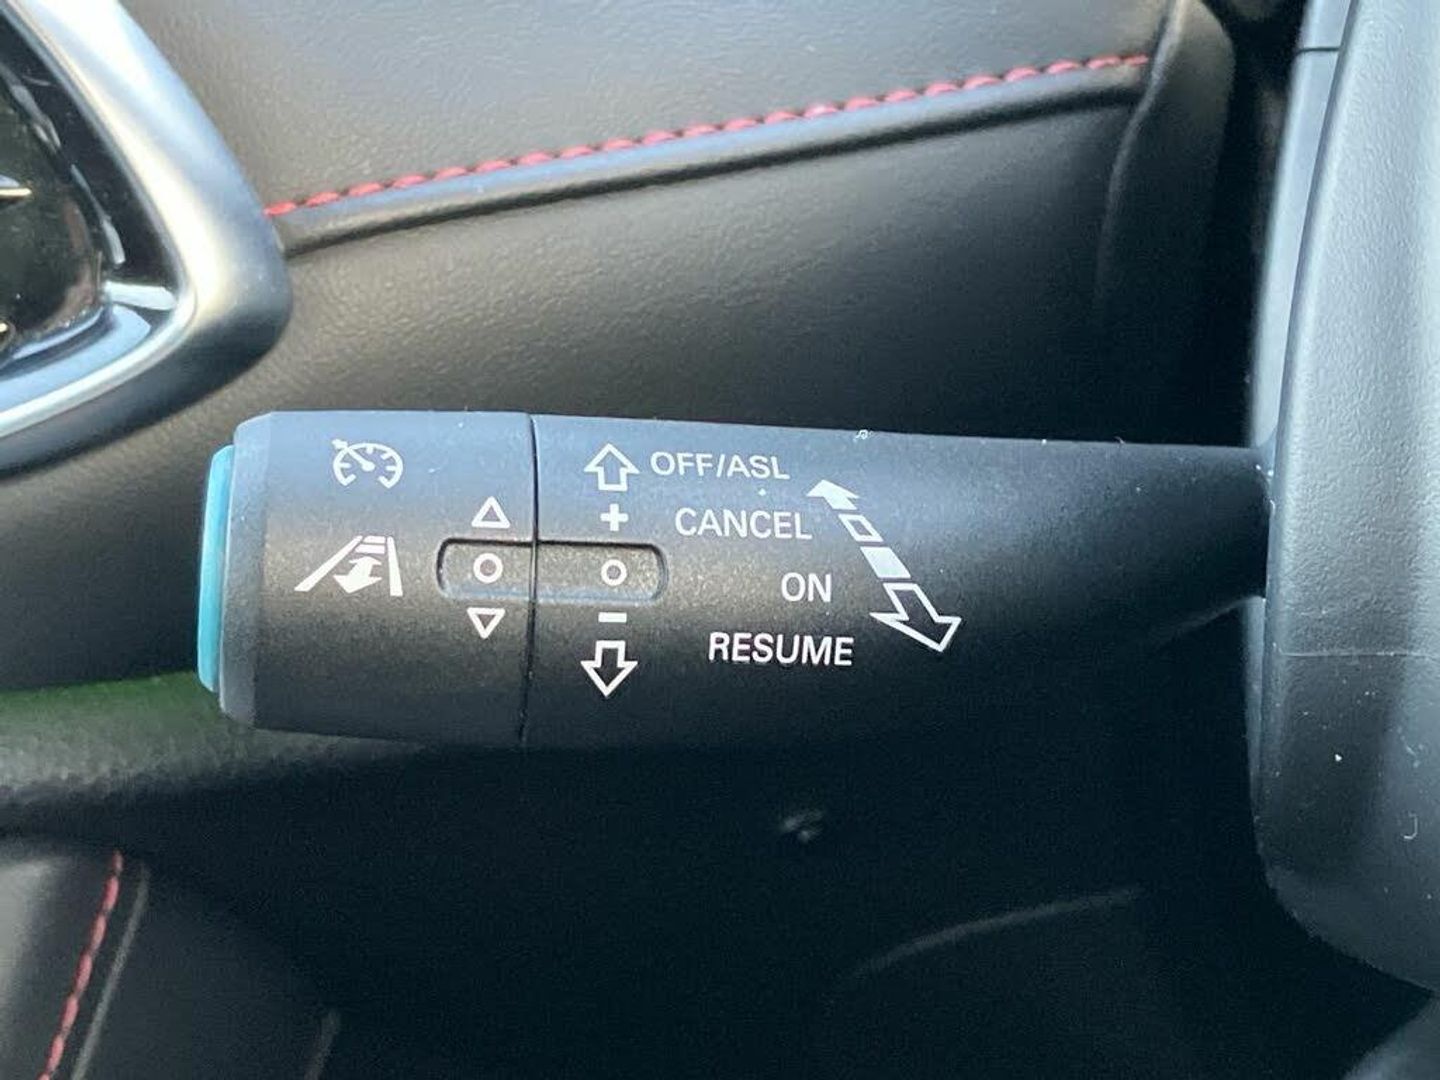 OFF/ASL
+ CANCEL
ON
−
RESUME